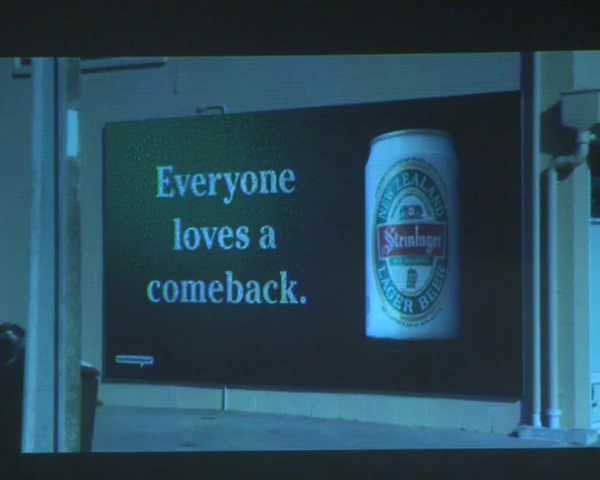 Everyone
loves a
comeback.
NEW ZEALAND
Steinlager
LAGER BEER